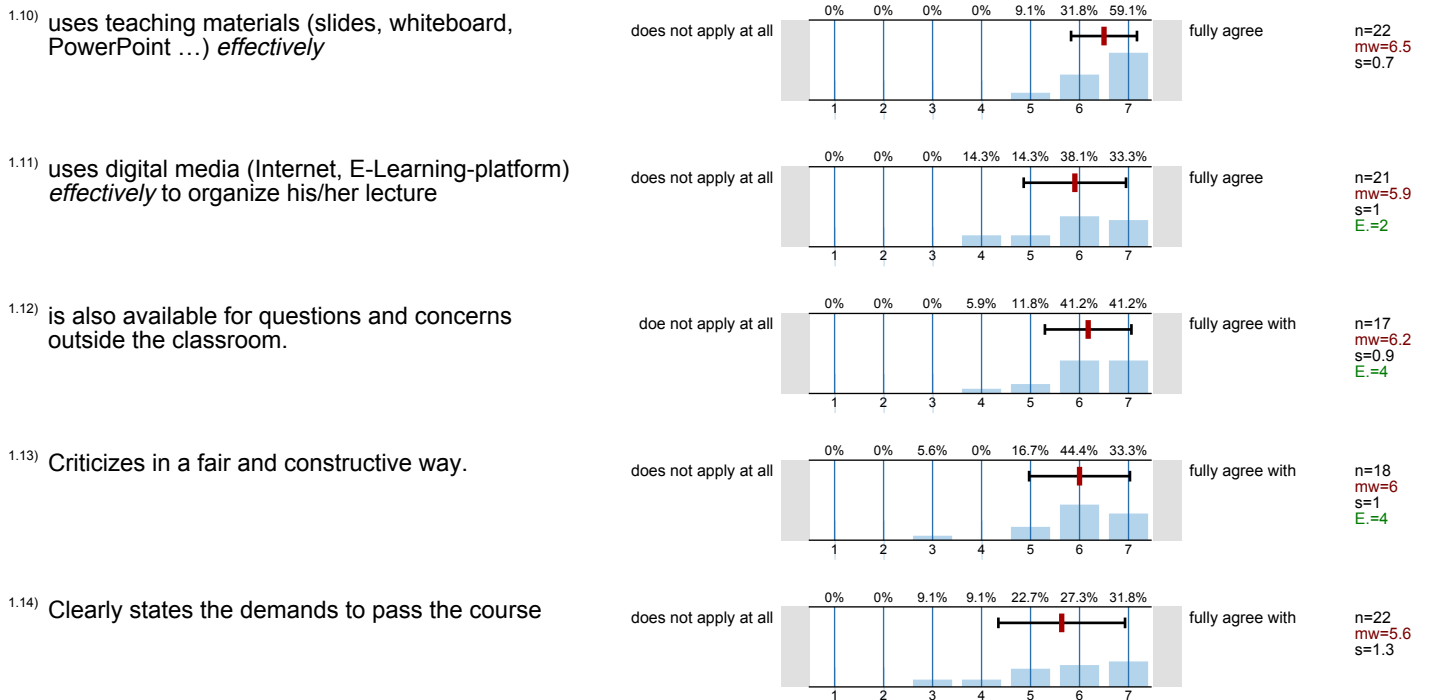 1.10) uses teaching materials (slides, whiteboard,
PowerPoint …) effectively
does not apply at all
0% 0% 0% 0% 9.1% 31.8% 59.1%
1 2 3 4 5 6 7
fully agree
n=22
mw=6.5
s=0.7
1.11) uses digital media (Internet, E-Learning-platform)
effectively to organize his/her lecture
does not apply at all
0% 0% 0% 14.3% 14.3% 38.1% 33.3%
1 2 3 4 5 6 7
fully agree
n=21
mw=5.9
s=1
E.=2
1.12) is also available for questions and concerns
outside the classroom.
doe not apply at all
0% 0% 0% 5.9% 11.8% 41.2% 41.2%
1 2 3 4 5 6 7
fully agree with
n=17
mw=6.2
s=0.9
E.=4
1.13) Criticizes in a fair and constructive way.
does not apply at all
0% 0% 5.6% 0% 16.7% 44.4% 33.3%
1 2 3 4 5 6 7
fully agree with
n=18
mw=6
s=1
E.=4
1.14) Clearly states the demands to pass the course
does not apply at all
0% 0% 9.1% 9.1% 22.7% 27.3% 31.8%
1 2 3 4 5 6 7
fully agree with
n=22
mw=5.6
s=1.3